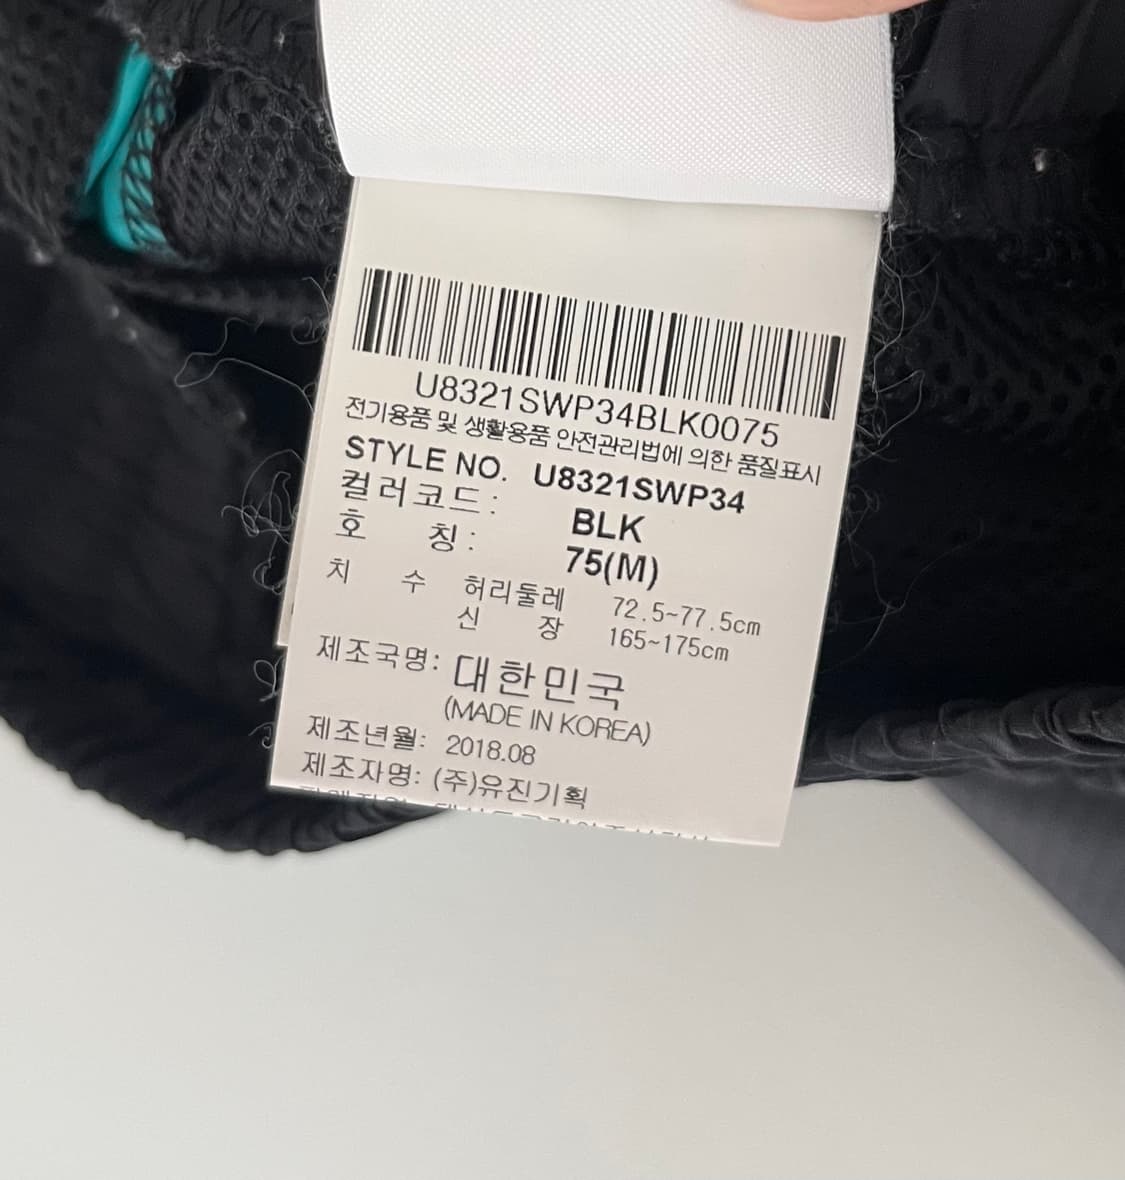 U8321SWP34BLK0075
전기용품 및 생활용품 안전관리법에 의한 품질표시
STYLE NO. U8321SWP34
컬러코드: BLK
호 칭: 75(M)
치 수 허리둘레 72.5~77.5cm
신 장 165~175cm
제조국명: 대한민국
(MADE IN KOREA)
제조년월: 2018.08
제조자명: (주)유진기획